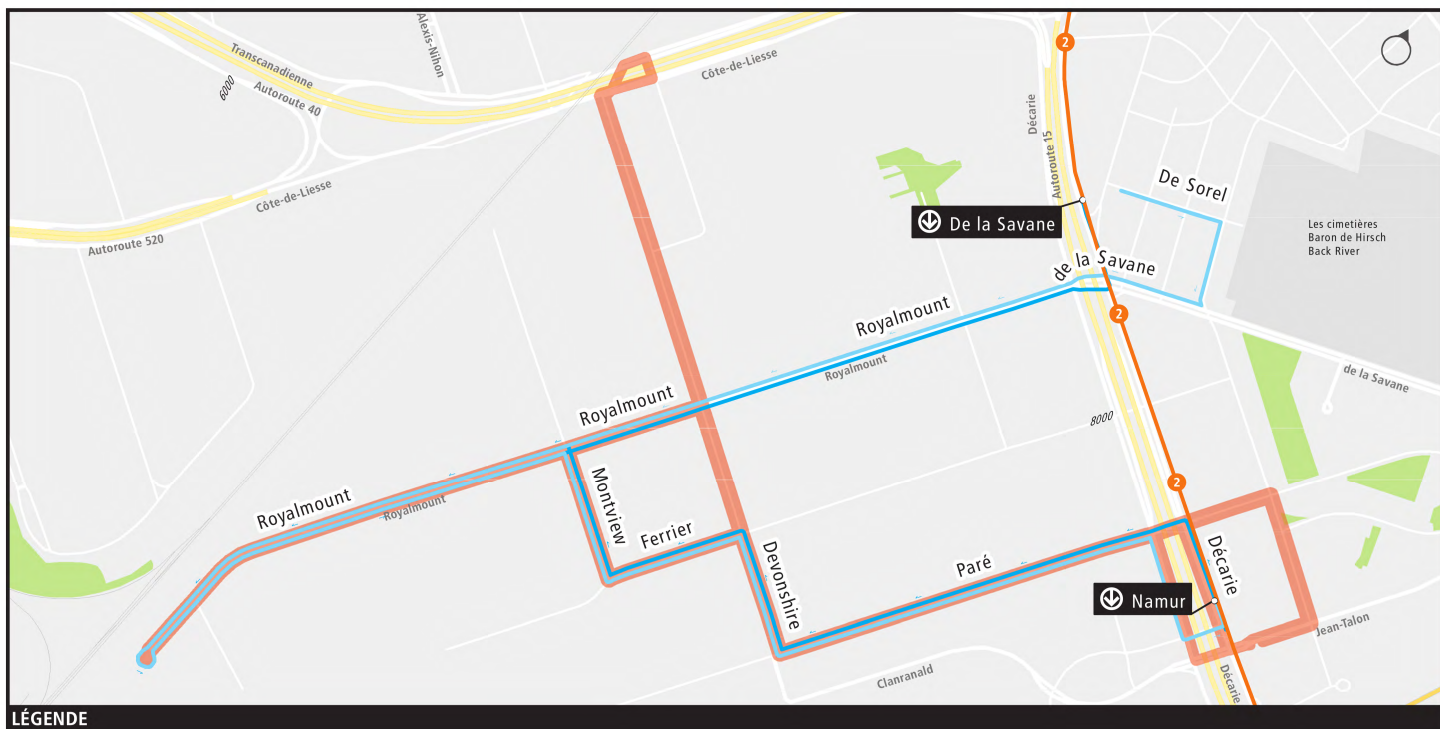 Alexis-Nihon
Transcanadienne
6000
Autoroute 40
Côte-de-Liesse
2
Décarie
Autoroute 15
Côte-de-Liesse
De Sorel
De la Savane
Les cimetières
Baron de Hirsch
Back River
Autoroute 520
de la Savane
Royalmount
2
Royalmount
de la Savane
Royalmount
8000
Montview
2
Royalmount
Royalmount
Ferrier
Devonshire
Paré
Décarie
Namur
Jean-Talon
Clanranald
Décarie
LÉGENDE